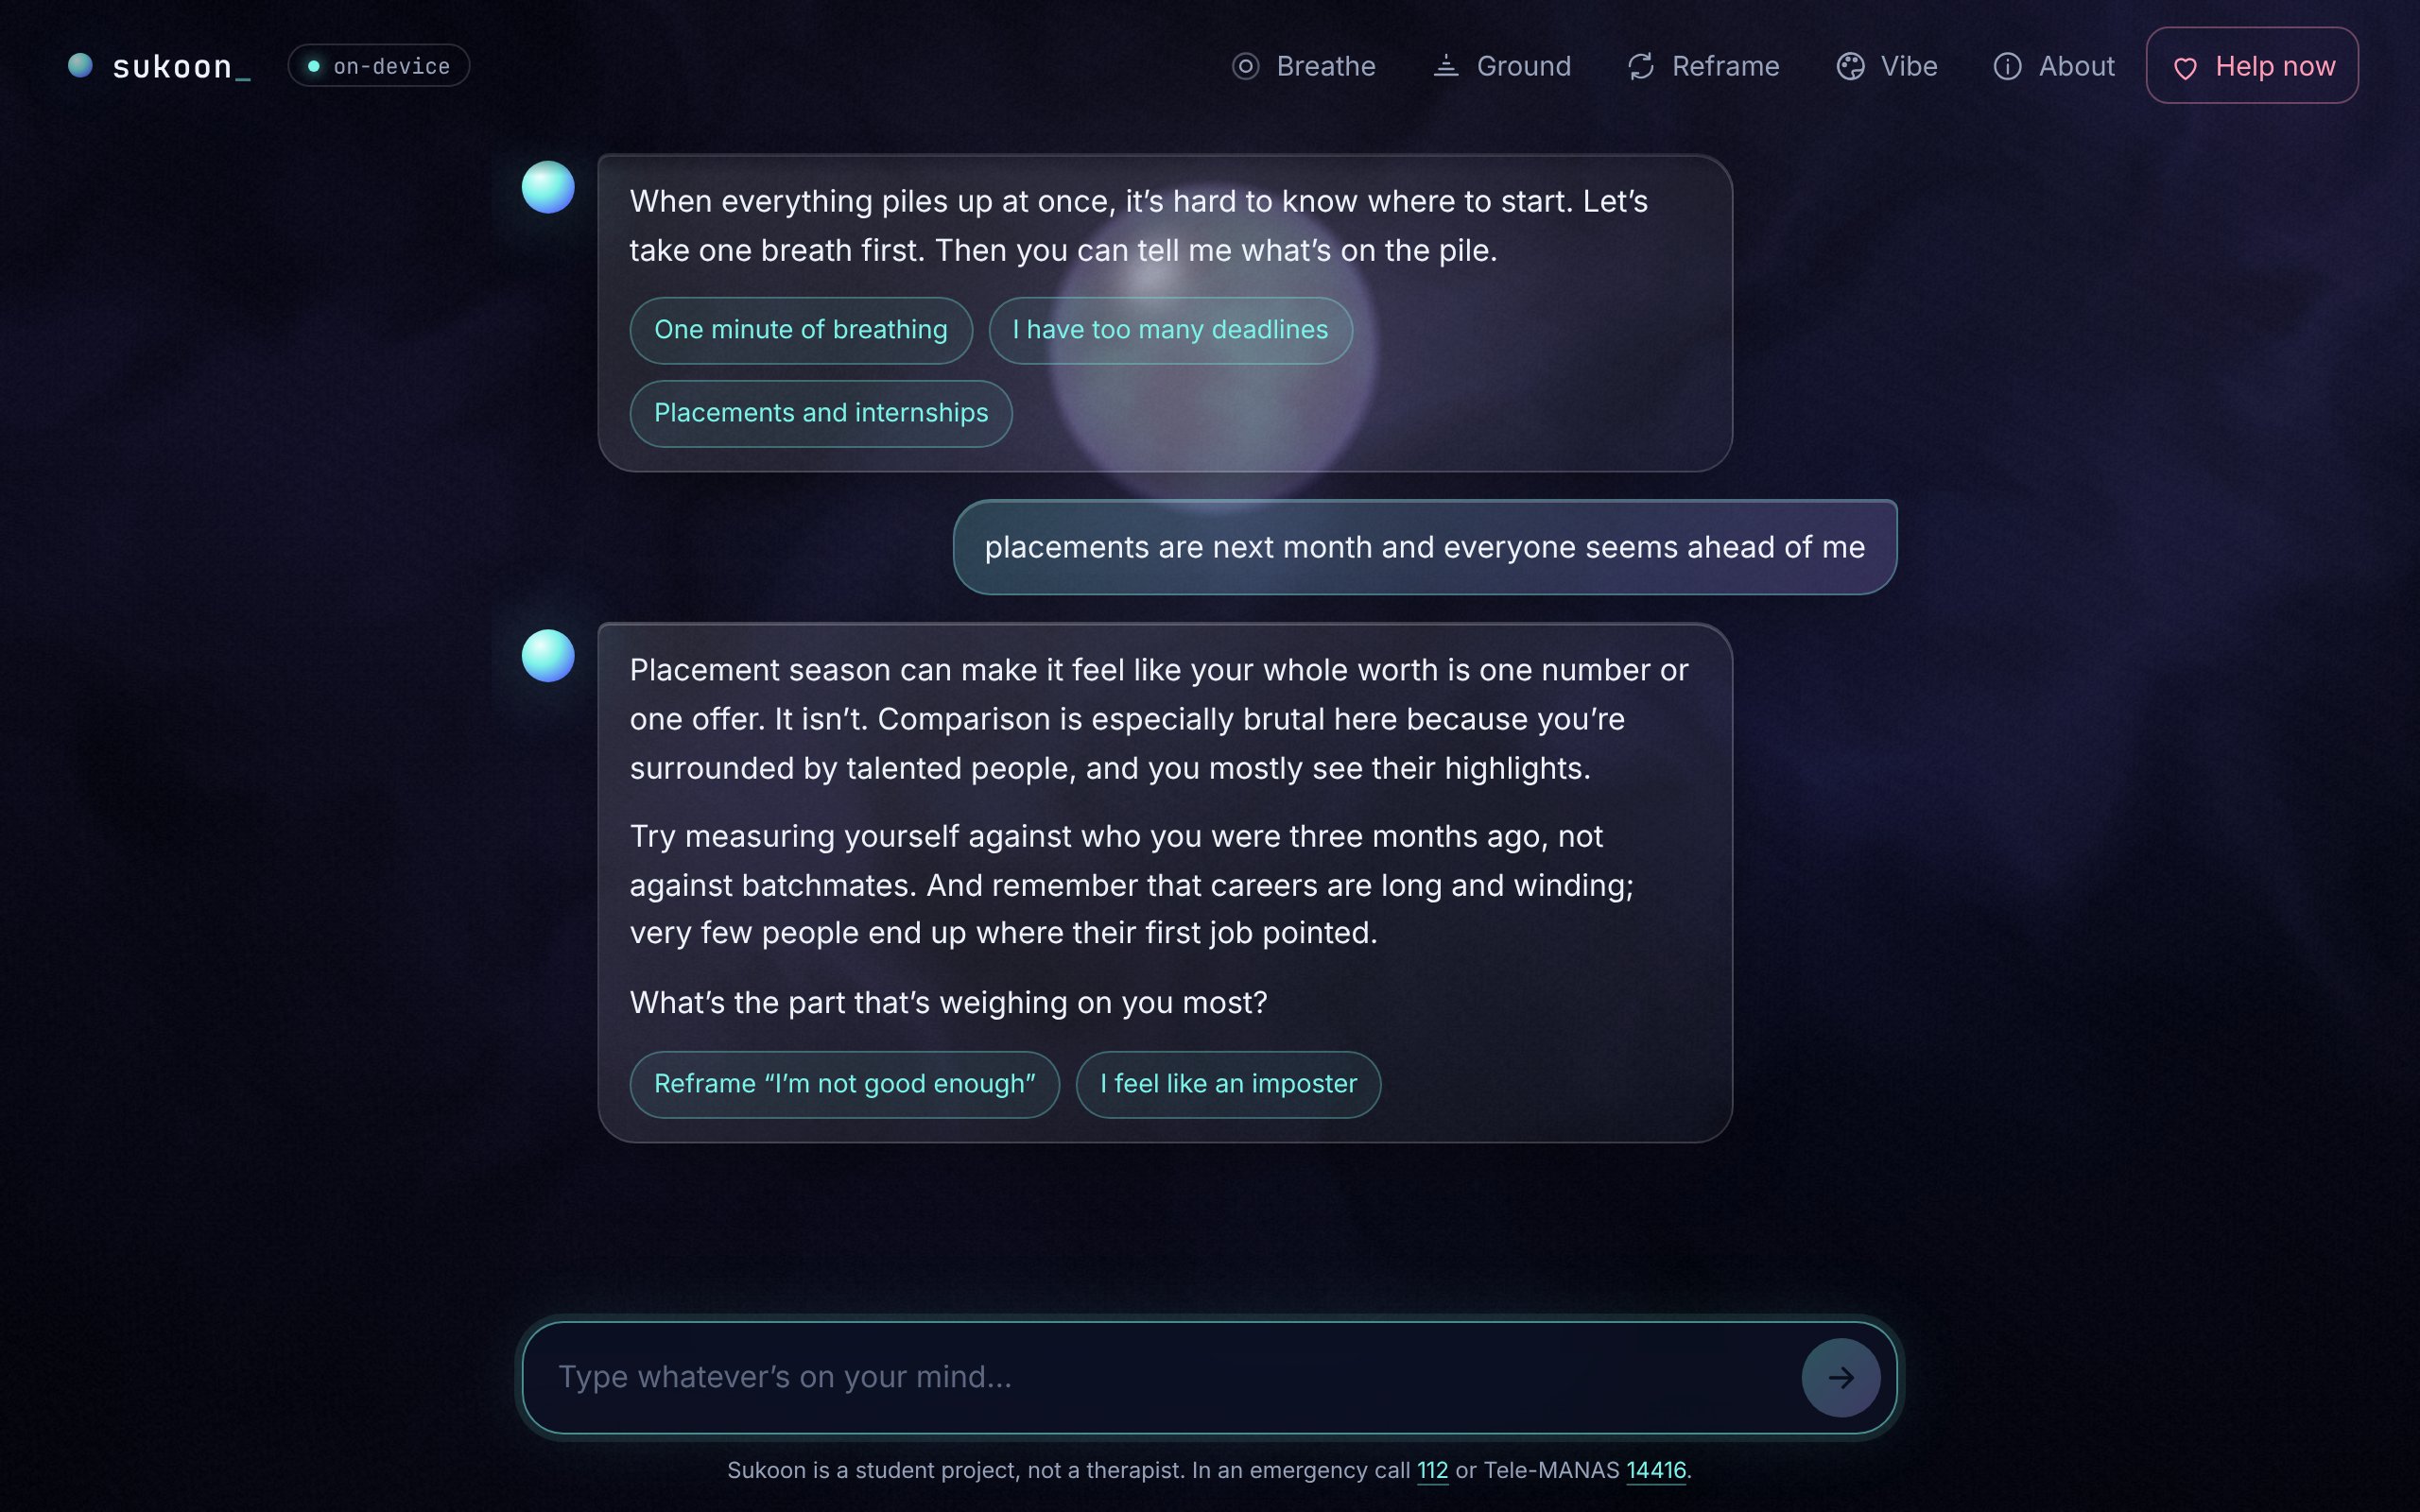 sukoon_
on-device
Breathe
Ground
Reframe
Vibe
About
Help now
When everything piles up at once, it’s hard to know where to start. Let’s
take one breath first. Then you can tell me what’s on the pile.
One minute of breathing
I have too many deadlines
Placements and internships
placements are next month and everyone seems ahead of me
Placement season can make it feel like your whole worth is one number or
one offer. It isn’t. Comparison is especially brutal here because you’re
surrounded by talented people, and you mostly see their highlights.
Try measuring yourself against who you were three months ago, not
against batchmates. And remember that careers are long and winding;
very few people end up where their first job pointed.
What’s the part that’s weighing on you most?
Reframe “I’m not good enough”
I feel like an imposter
Type whatever’s on your mind...
Sukoon is a student project, not a therapist. In an emergency call 112 or Tele-MANAS 14416.